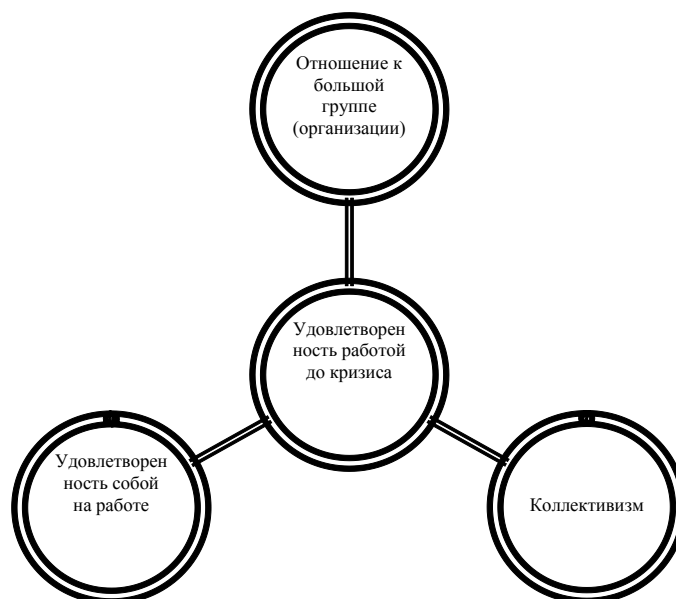 Отношение к
большой
группе
(организации)
Удовлетворен
ность работой
до кризиса
Удовлетворен
ность собой
на работе
Коллективизм